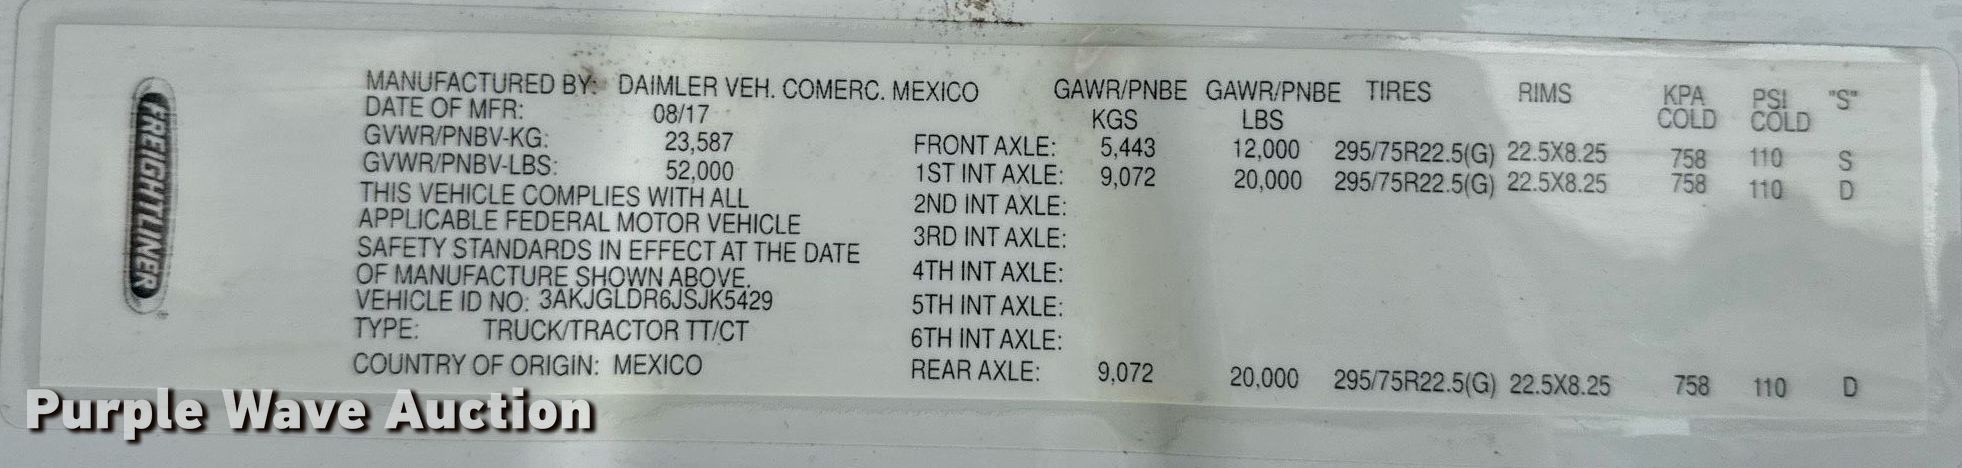 FREIGHTLINER
MANUFACTURED BY: DAIMLER VEH. COMERC. MEXICO
DATE OF MFR: 08/17
GVWR/PNBV-KG: 23,587
GVWR/PNBV-LBS: 52,000
THIS VEHICLE COMPLIES WITH ALL
APPLICABLE FEDERAL MOTOR VEHICLE
SAFETY STANDARDS IN EFFECT AT THE DATE
OF MANUFACTURE SHOWN ABOVE.
VEHICLE ID NO: 3AKJGLDR6JSJK5429
TYPE: TRUCK/TRACTOR TT/CT
COUNTRY OF ORIGIN: MEXICO
GAWR/PNBE GAWR/PNBE TIRES RIMS KPA PSI "S"
KGS LBS COLD COLD
FRONT AXLE: 5,443 12,000 295/75R22.5(G) 22.5X8.25 758 110 S
1ST INT AXLE: 9,072 20,000 295/75R22.5(G) 22.5X8.25 758 110 D
2ND INT AXLE:
3RD INT AXLE:
4TH INT AXLE:
5TH INT AXLE:
6TH INT AXLE:
REAR AXLE: 9,072 20,000 295/75R22.5(G) 22.5X8.25 758 110 D
Purple Wave Auction